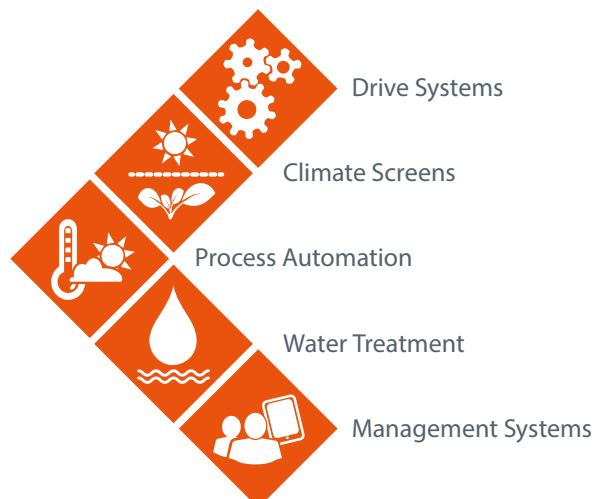 Drive Systems
Climate Screens
Process Automation
Water Treatment
Management Systems